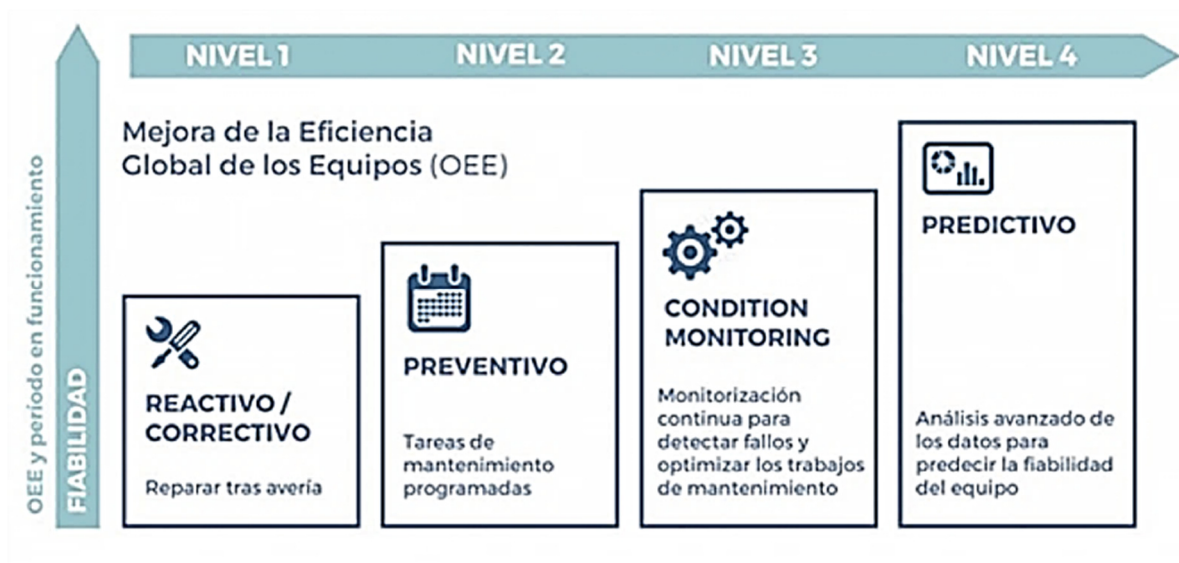 NIVEL 1
NIVEL 2
NIVEL 3
NIVEL 4
OEE y período en funcionamiento
FIABILIDAD
Mejora de la Eficiencia
Global de los Equipos (OEE)
REACTIVO /
CORRECTIVO
Reparar tras avería
PREVENTIVO
Tareas de
mantenimiento
programadas
CONDITION
MONITORING
Monitorización
continua para
detectar fallos y
optimizar los trabajos
de mantenimiento
PREDICTIVO
Análisis avanzado de
los datos para
predecir la fiabilidad
del equipo